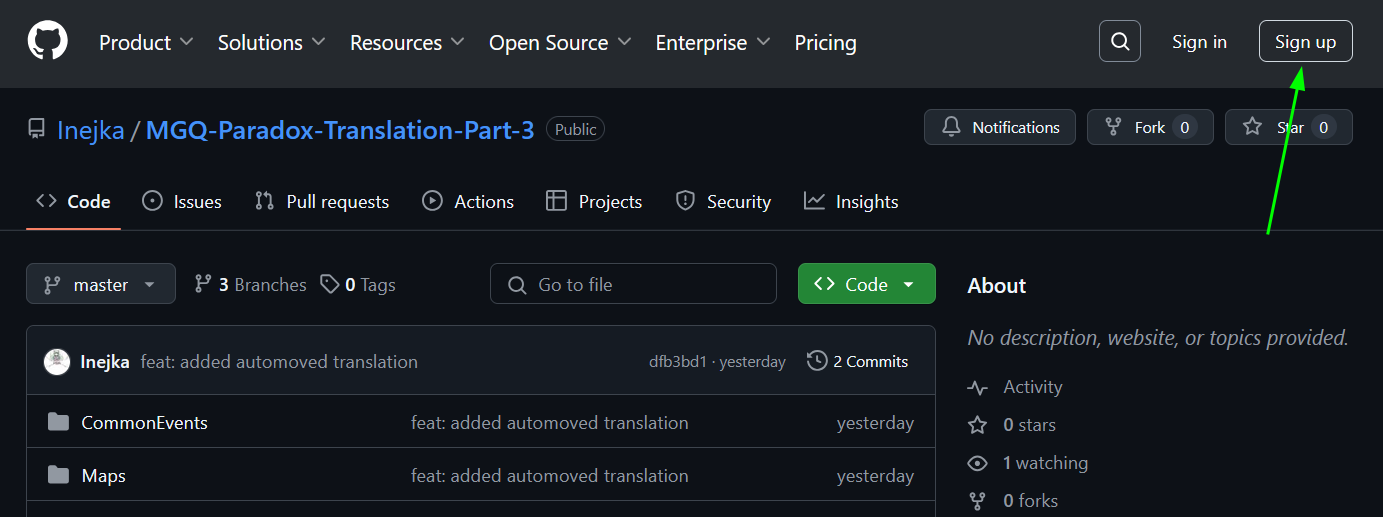 Product Solutions Resources Open Source Enterprise Pricing Sign in Sign up
Inejka / MGQ-Paradox-Translation-Part-3 Public Notifications Fork 0 Star 0
Code Issues Pull requests Actions Projects Security Insights
master 3 Branches 0 Tags Go to file Code About
No description, website, or topics provided.
Inejka feat: added automoved translation dfb3bd1 · yesterday 2 Commits
Activity
CommonEvents feat: added automoved translation yesterday
0 stars
1 watching
Maps feat: added automoved translation yesterday
0 forks